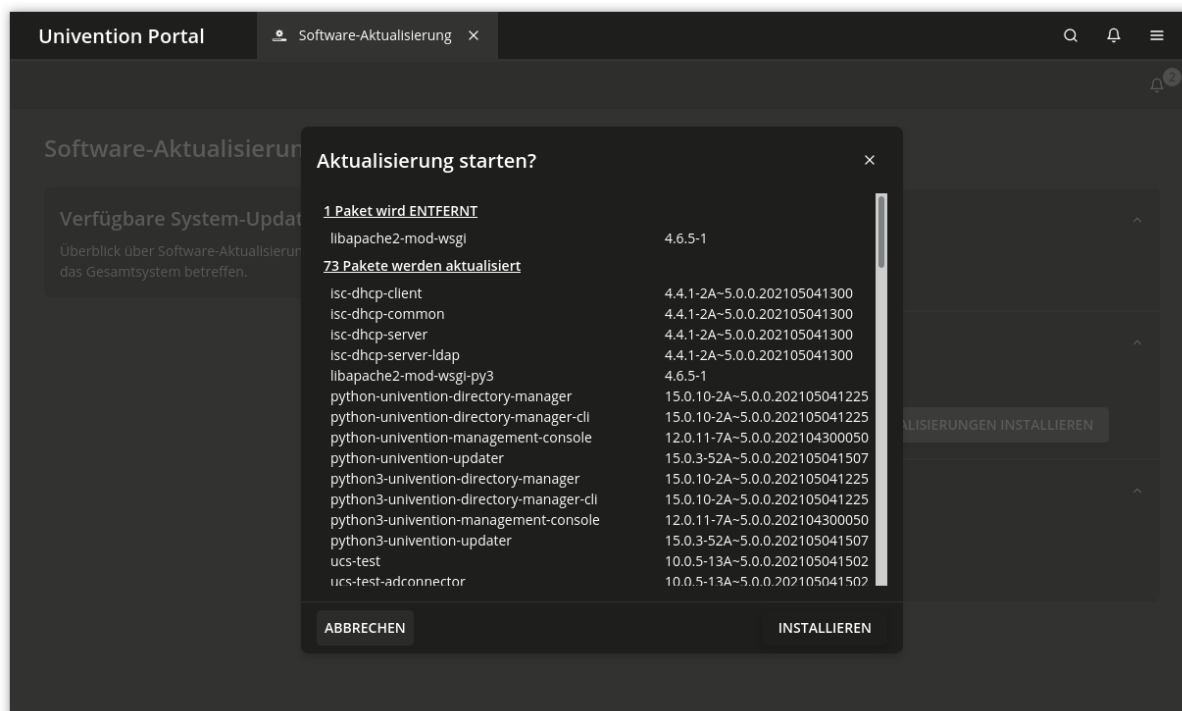 Univention Portal
Software-Aktualisierung
2
Software-Aktualisierun
Verfügbare System-Updat
Überblick über Software-Aktualisierun
das Gesamtsystem betreffen.
Aktualisierung starten?
1 Paket wird ENTFERNT
libapache2-mod-wsgi 4.6.5-1
73 Pakete werden aktualisiert
isc-dhcp-client 4.4.1-2A~5.0.0.202105041300
isc-dhcp-common 4.4.1-2A~5.0.0.202105041300
isc-dhcp-server 4.4.1-2A~5.0.0.202105041300
isc-dhcp-server-ldap 4.4.1-2A~5.0.0.202105041300
libapache2-mod-wsgi-py3 4.6.5-1
python-univention-directory-manager 15.0.10-2A~5.0.0.202105041225
python-univention-directory-manager-cli 15.0.10-2A~5.0.0.202105041225
python-univention-management-console 12.0.11-7A~5.0.0.202104300050
python-univention-updater 15.0.3-52A~5.0.0.202105041507
python3-univention-directory-manager 15.0.10-2A~5.0.0.202105041225
python3-univention-directory-manager-cli 15.0.10-2A~5.0.0.202105041225
python3-univention-management-console 12.0.11-7A~5.0.0.202104300050
python3-univention-updater 15.0.3-52A~5.0.0.202105041507
ucs-test 10.0.5-13A~5.0.0.202105041502
ucs-test-adconnector 10.0.5-13A~5.0.0.202105041502
ALISIERUNGEN INSTALLIEREN
ABBRECHEN
INSTALLIEREN